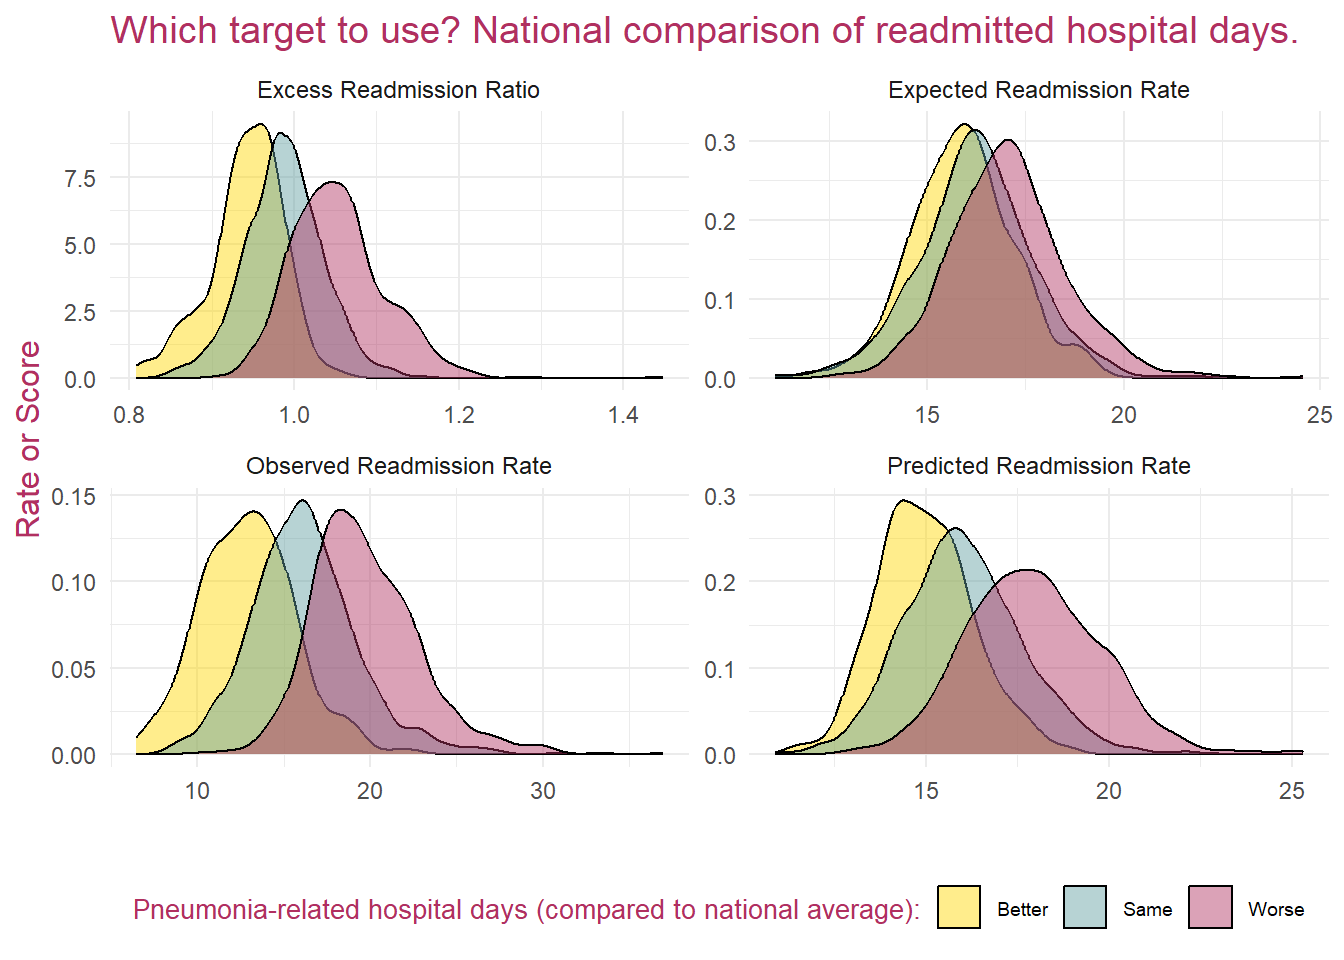 Which target to use? National comparison of readmitted hospital days.
Excess Readmission Ratio
Expected Readmission Rate
7.5
5.0
2.5
0.0
0.8 1.0 1.2 1.4
0.3
0.2
0.1
0.0
15 20 25
Rate or Score
Observed Readmission Rate
Predicted Readmission Rate
0.15
0.10
0.05
0.00
10 20 30
0.3
0.2
0.1
0.0
15 20 25
Pneumonia-related hospital days (compared to national average): Better Same Worse